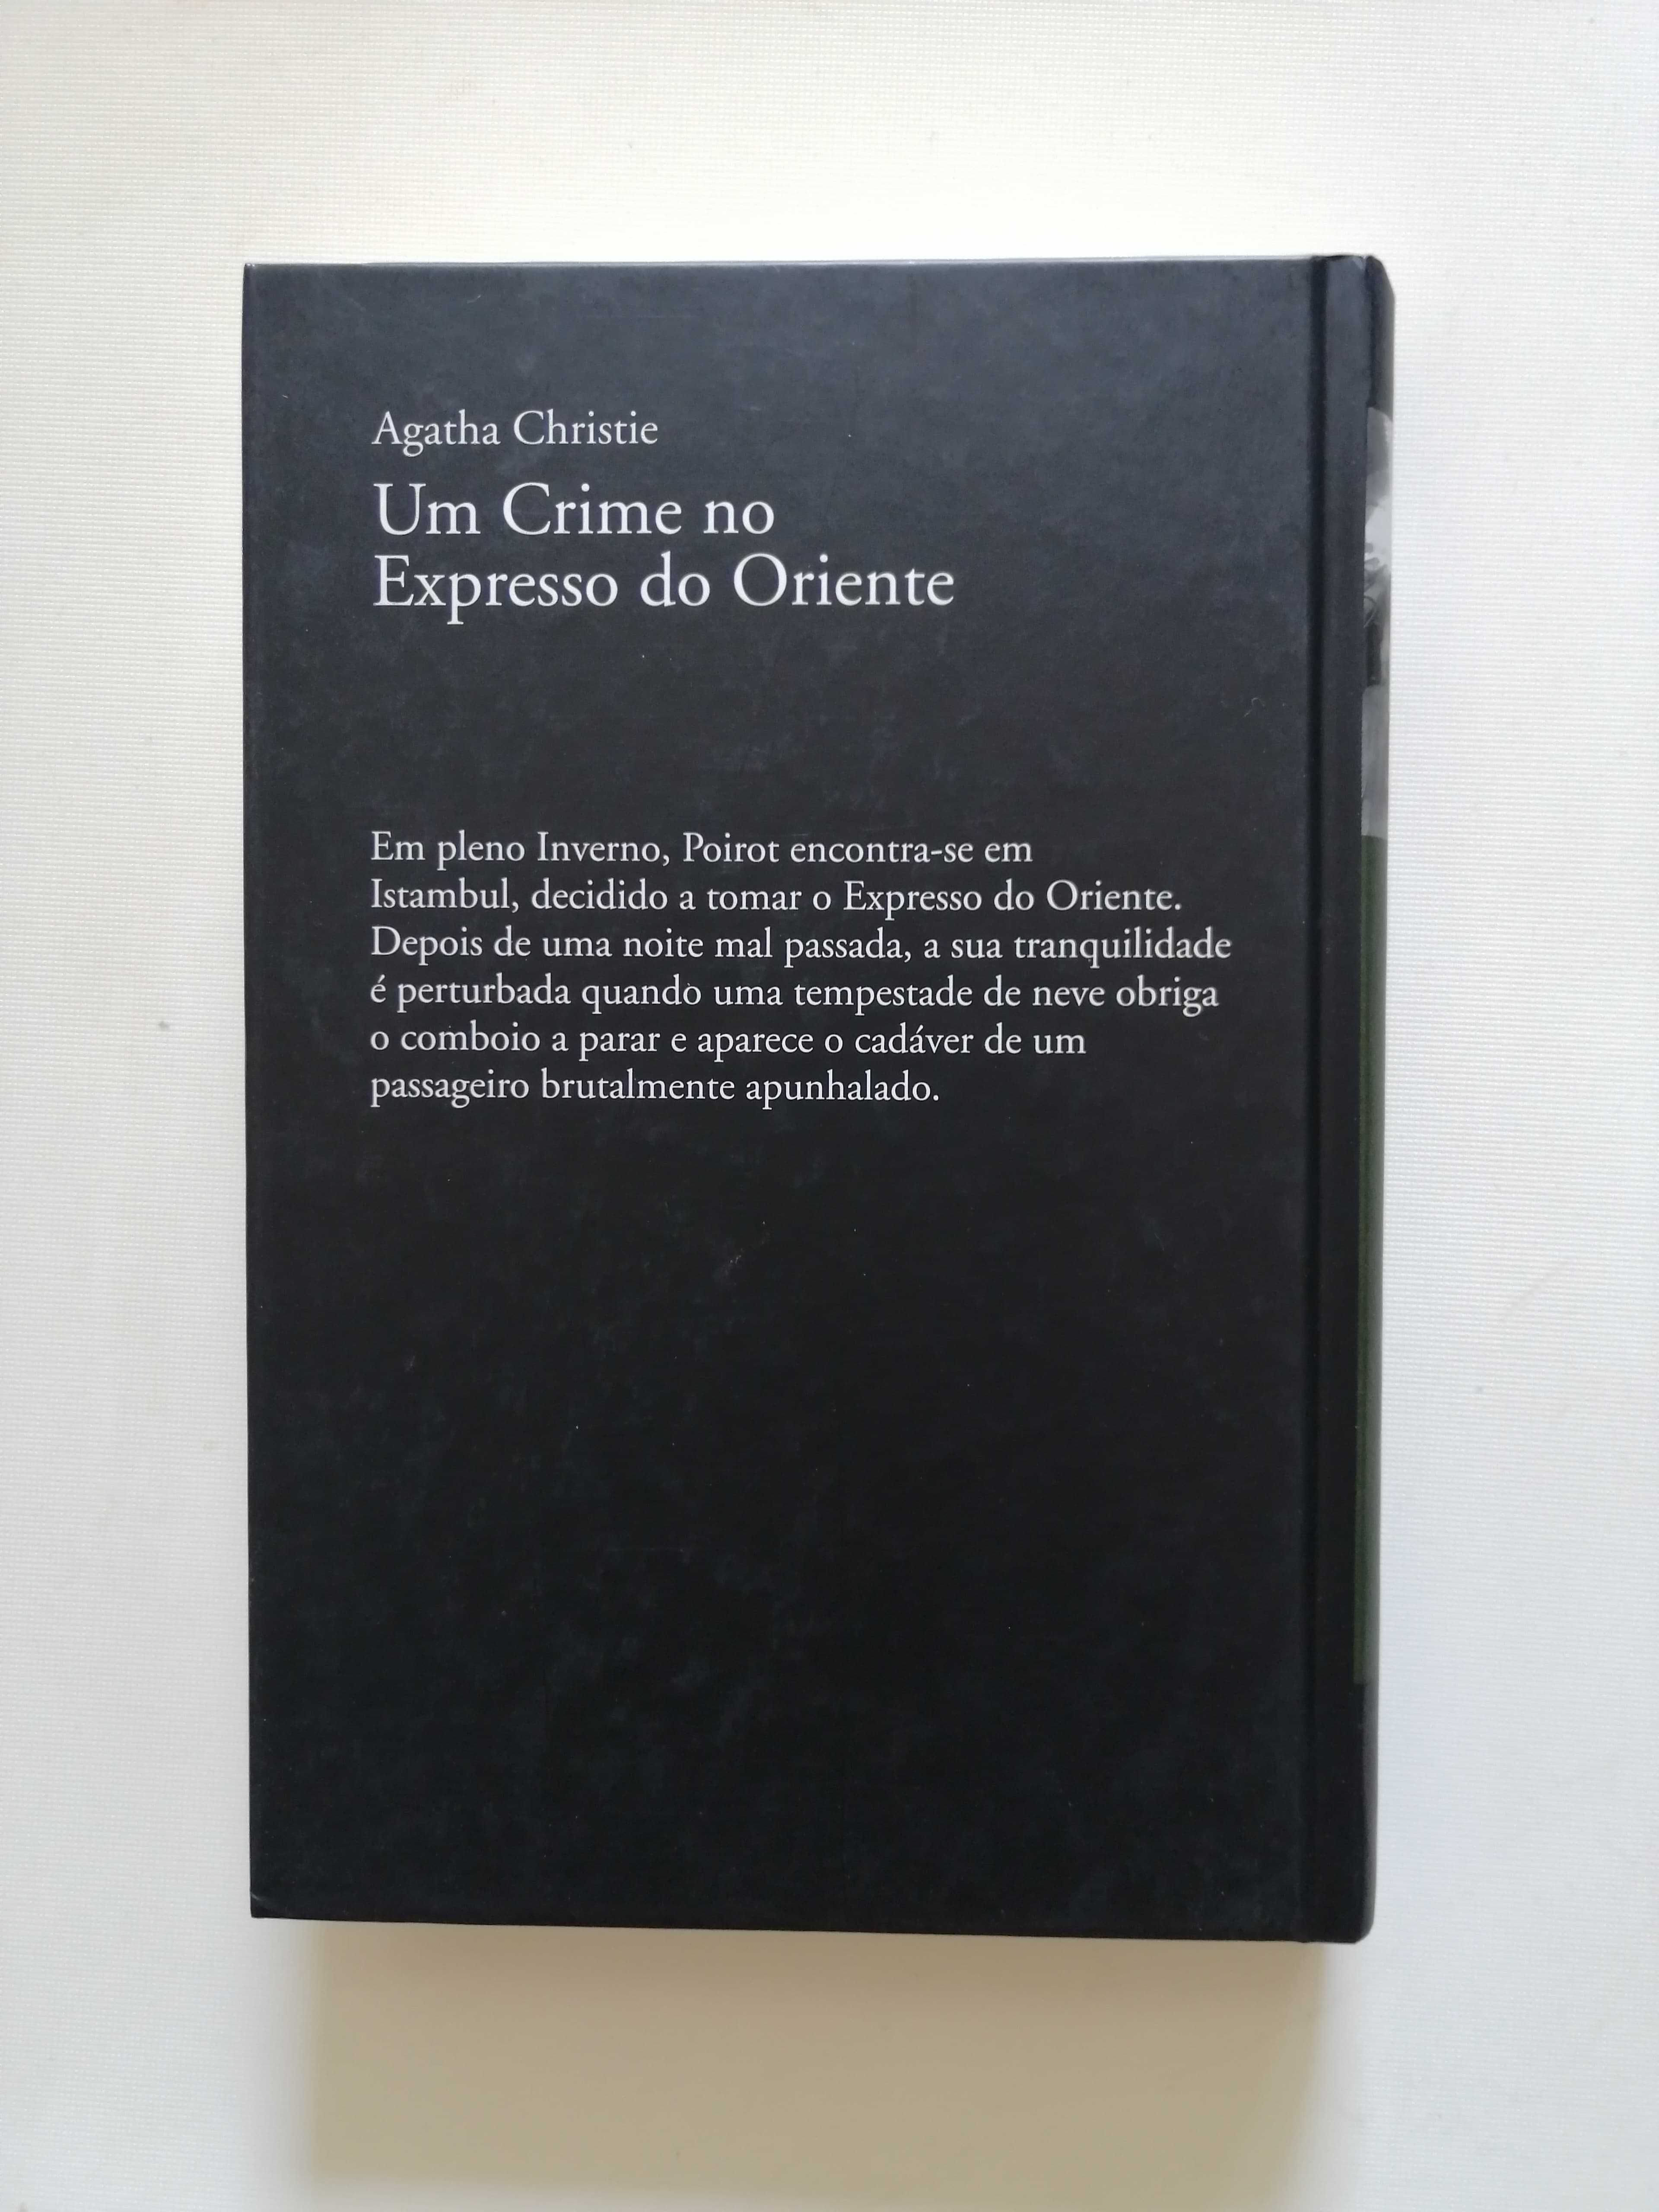 Agatha Christie
Um Crime no
Expresso do Oriente
Em pleno Inverno, Poirot encontra-se em
Istambul, decidido a tomar o Expresso do Oriente.
Depois de uma noite mal passada, a sua tranquilidade
é perturbada quando uma tempestade de neve obriga
o comboio a parar e aparece o cadáver de um
passageiro brutalmente apunhalado.